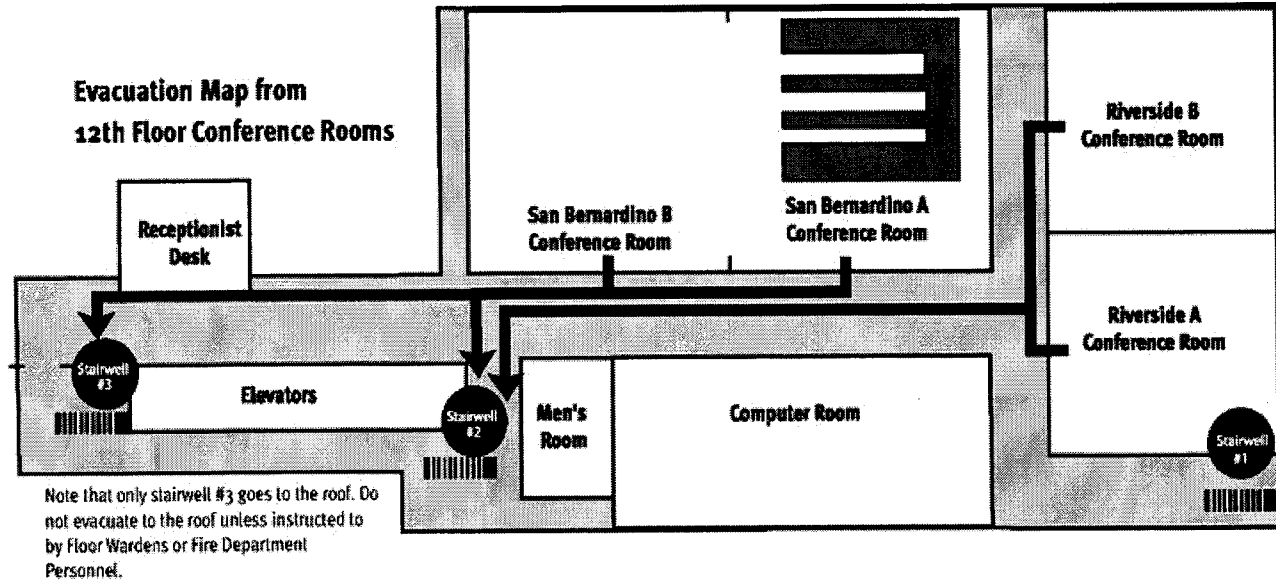 Evacuation Map from
12th Floor Conference Rooms
Riverside B
Conference Room
San Bernardino A
Conference Room
San Bernardino B
Conference Room
Receptionist
Desk
Riverside A
Conference Room
Stairwell
#3
Elevators
Stairwell
#2
Men's
Room
Computer Room
Stairwell
#1
Note that only stairwell #3 goes to the roof. Do
not evacuate to the roof unless instructed to
by Floor Wardens or Fire Department
Personnel.